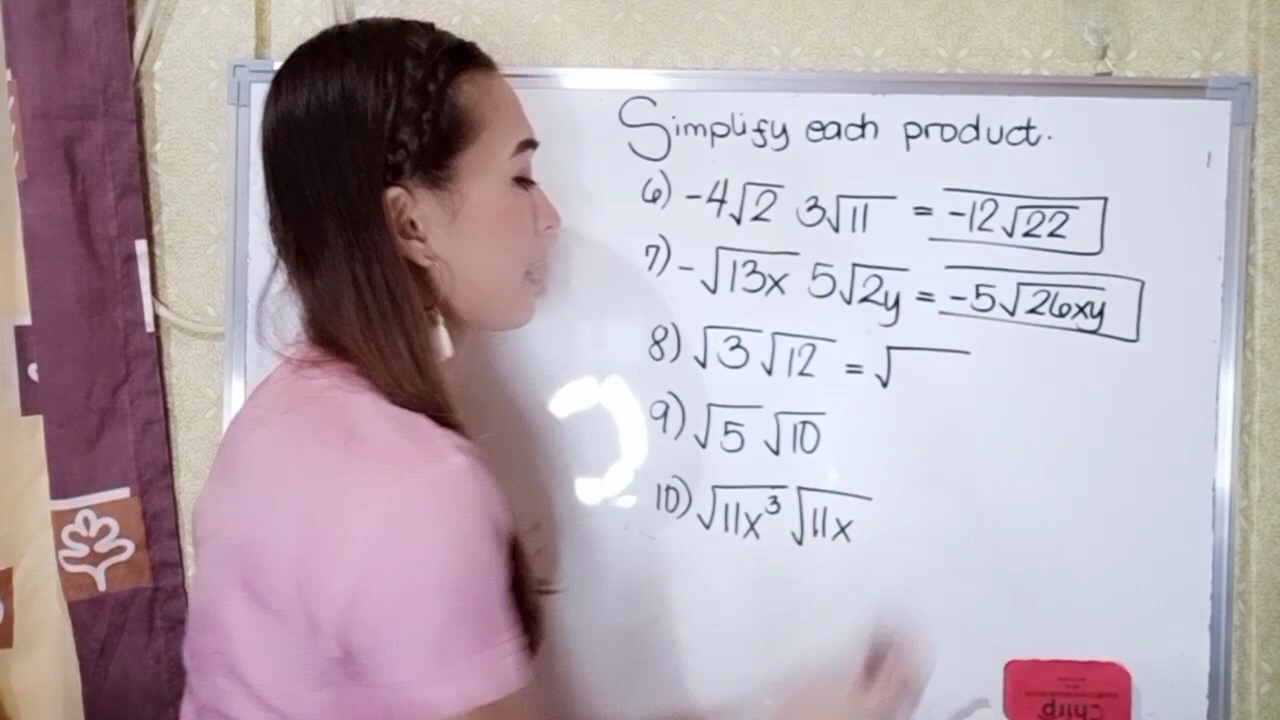 Simplify each product.
6) -4√2 3√11 = -12√22
7) -√13x 5√2y = -5√26xy
8) √3 √12 = √
9) √5 √10
10) √11x³ √11x
Chirp